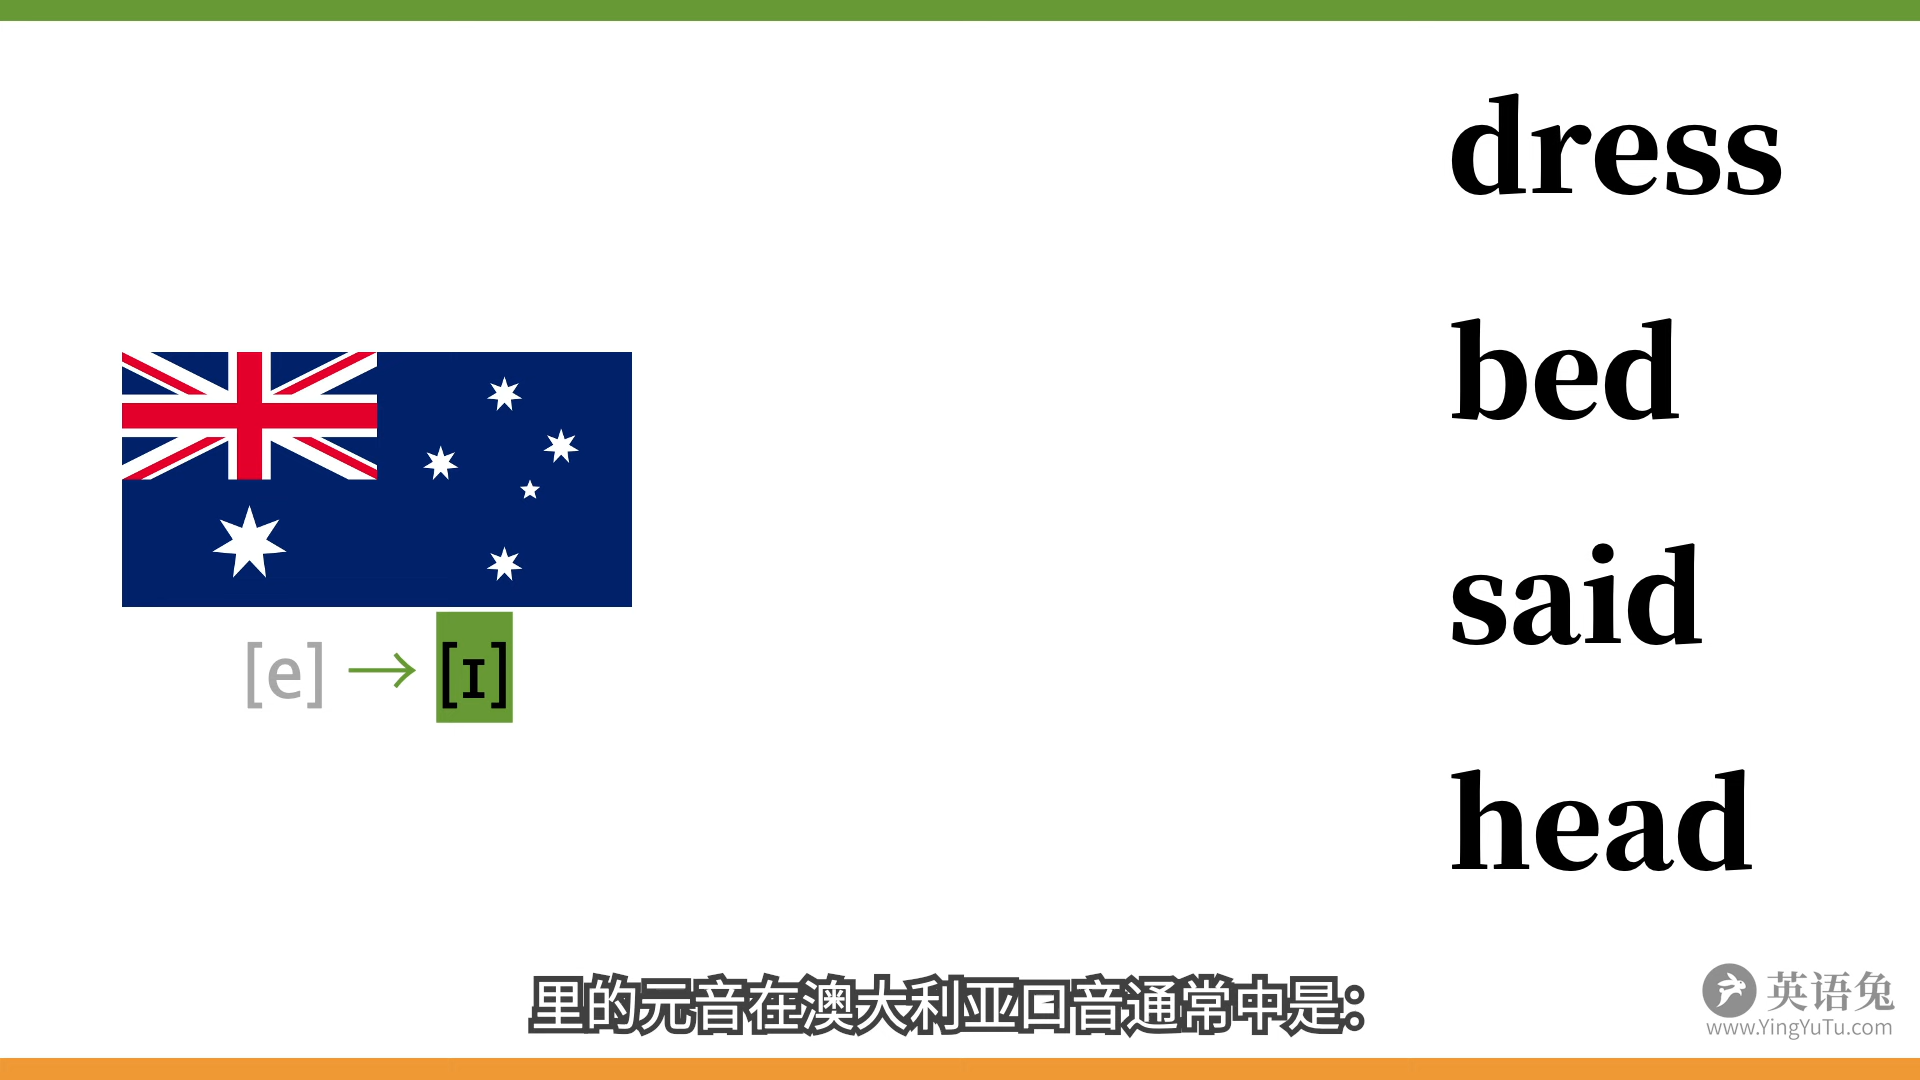 dress
bed
said
head
[e] → [ɪ]
里的元音在澳大利亚口音通常中是：
英语兔
www.YingYuTu.com